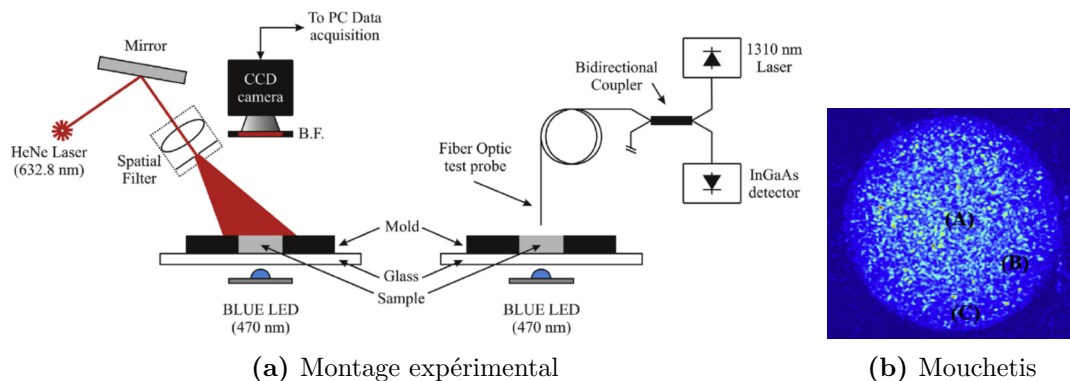 To PC Data
acquisition
Mirror
CCD
camera
B.F.
HeNe Laser
(632.8 nm)
Spatial
Filter
Mold
Glass
Sample
BLUE LED
(470 nm)
1310 nm
Laser
Bidirectional
Coupler
Fiber Optic
test probe
InGaAs
detector
BLUE LED
(470 nm)
(A)
(B)
(C)
(a) Montage expérimental
(b) Mouchetis